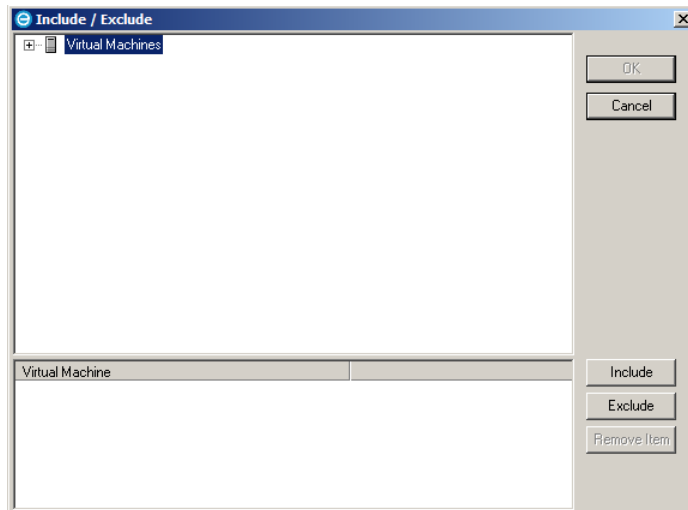 Include / Exclude
Virtual Machines
OK
Cancel
Virtual Machine
Include
Exclude
Remove Item